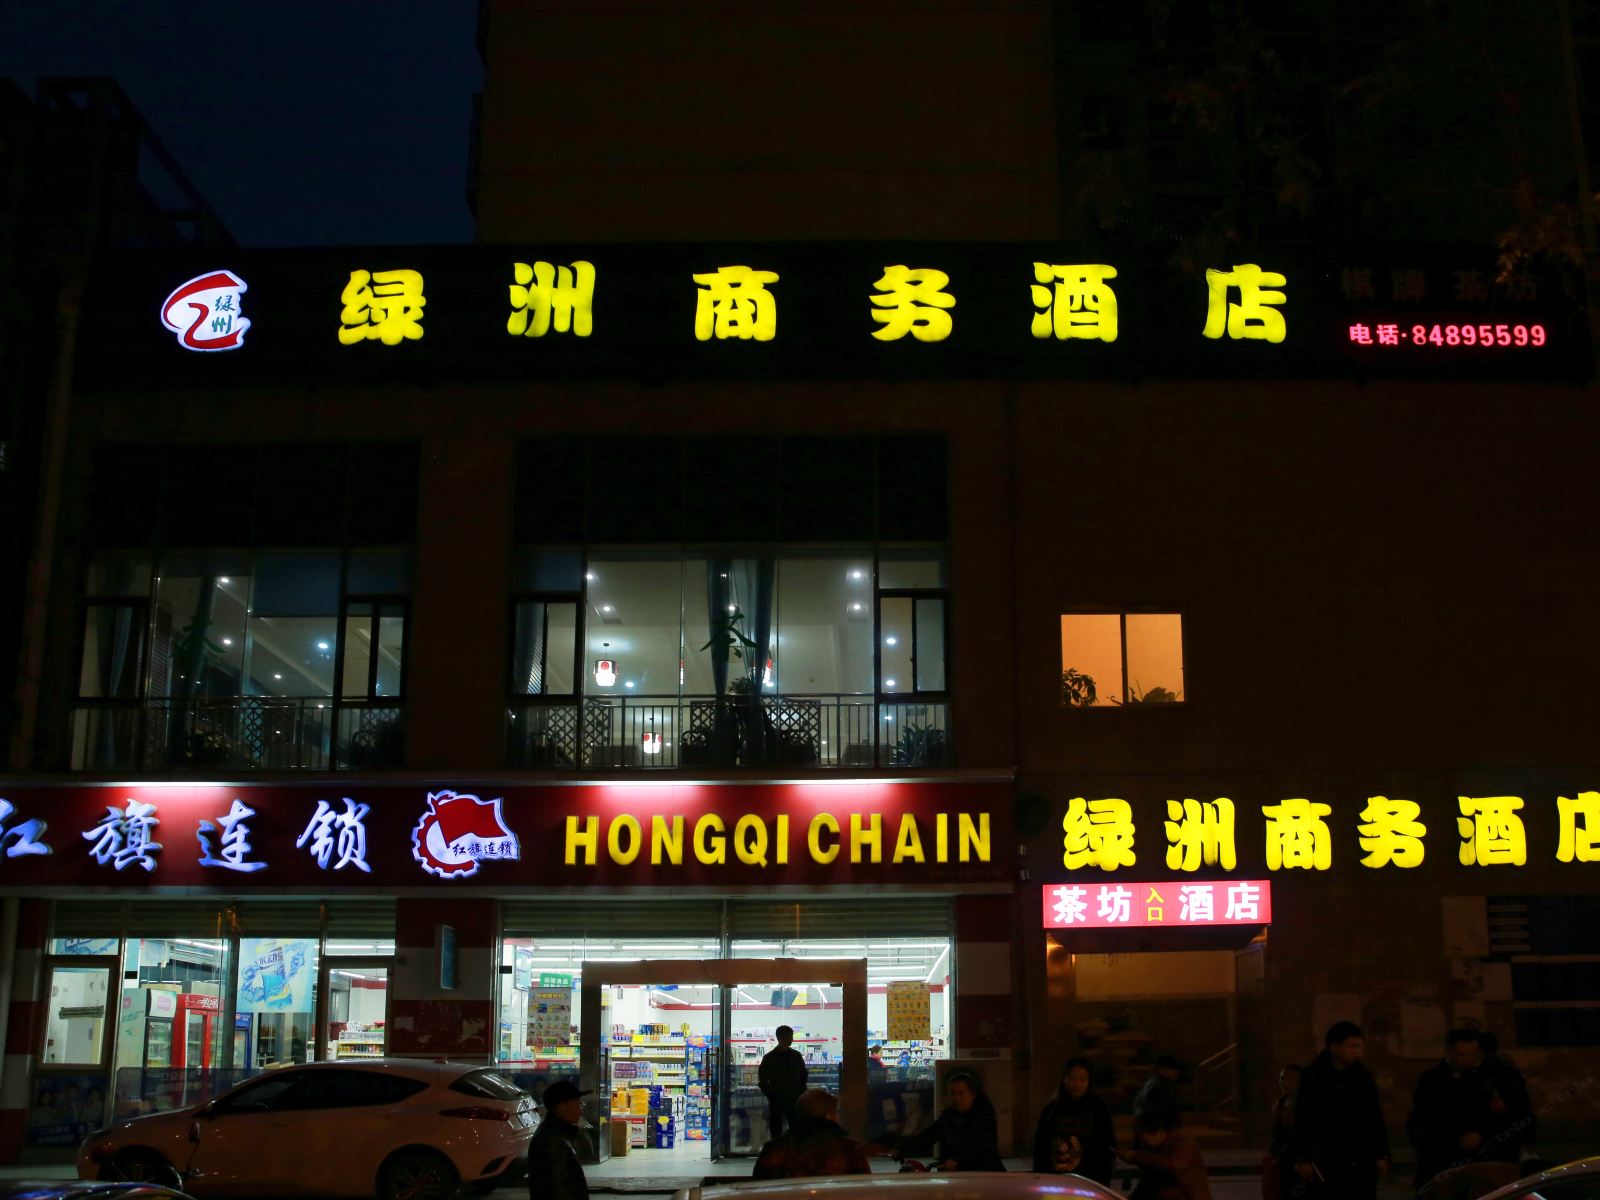 绿州
绿洲商务酒店
棋牌茶坊
电话·84895599
红旗连锁
红旗连锁
HONGQI CHAIN
绿洲商务酒店
茶坊 入口 酒店